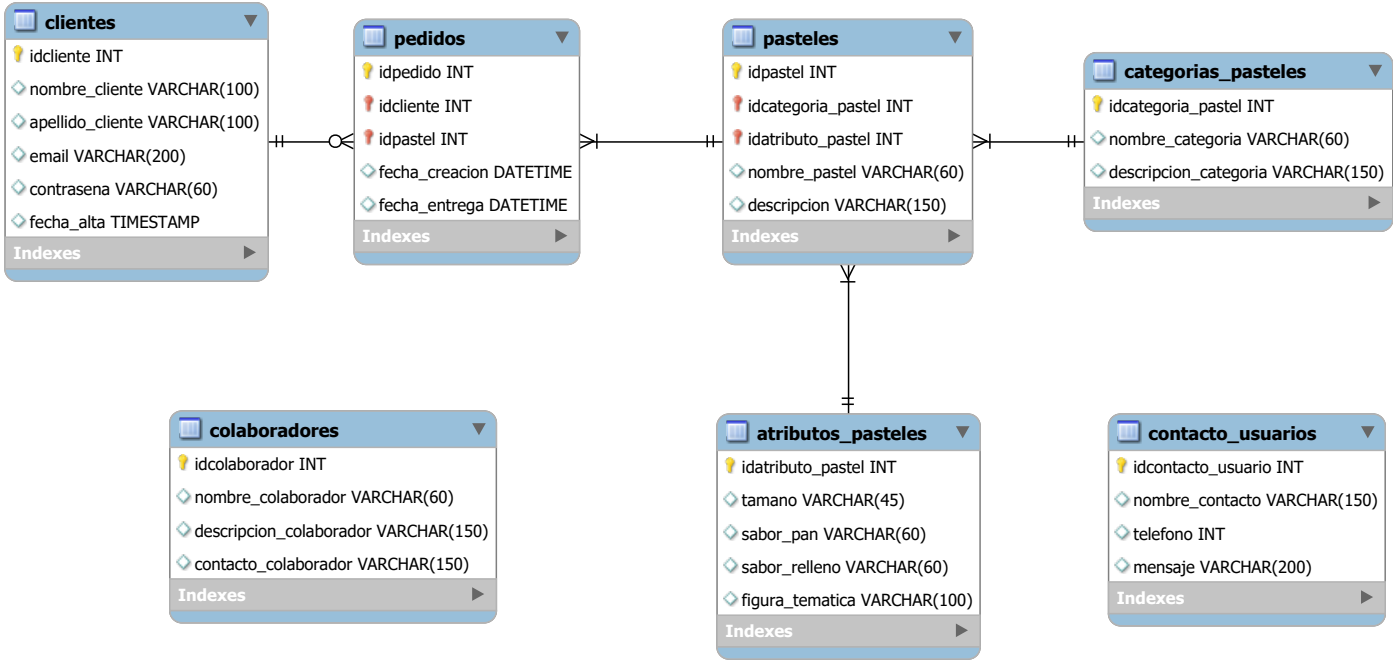 clientes
idcliente INT
nombre_cliente VARCHAR(100)
apellido_cliente VARCHAR(100)
email VARCHAR(200)
contrasena VARCHAR(60)
fecha_alta TIMESTAMP
Indexes
pedidos
idpedido INT
idcliente INT
idpastel INT
fecha_creacion DATETIME
fecha_entrega DATETIME
Indexes
pasteles
idpastel INT
idcategoria_pastel INT
idatributo_pastel INT
nombre_pastel VARCHAR(60)
descripcion VARCHAR(150)
Indexes
categorias_pasteles
idcategoria_pastel INT
nombre_categoria VARCHAR(60)
descripcion_categoria VARCHAR(150)
Indexes
colaboradores
idcolaborador INT
nombre_colaborador VARCHAR(60)
descripcion_colaborador VARCHAR(150)
contacto_colaborador VARCHAR(150)
Indexes
atributos_pasteles
idatributo_pastel INT
tamano VARCHAR(45)
sabor_pan VARCHAR(60)
sabor_relleno VARCHAR(60)
figura_tematica VARCHAR(100)
Indexes
contacto_usuarios
idcontacto_usuario INT
nombre_contacto VARCHAR(150)
telefono INT
mensaje VARCHAR(200)
Indexes